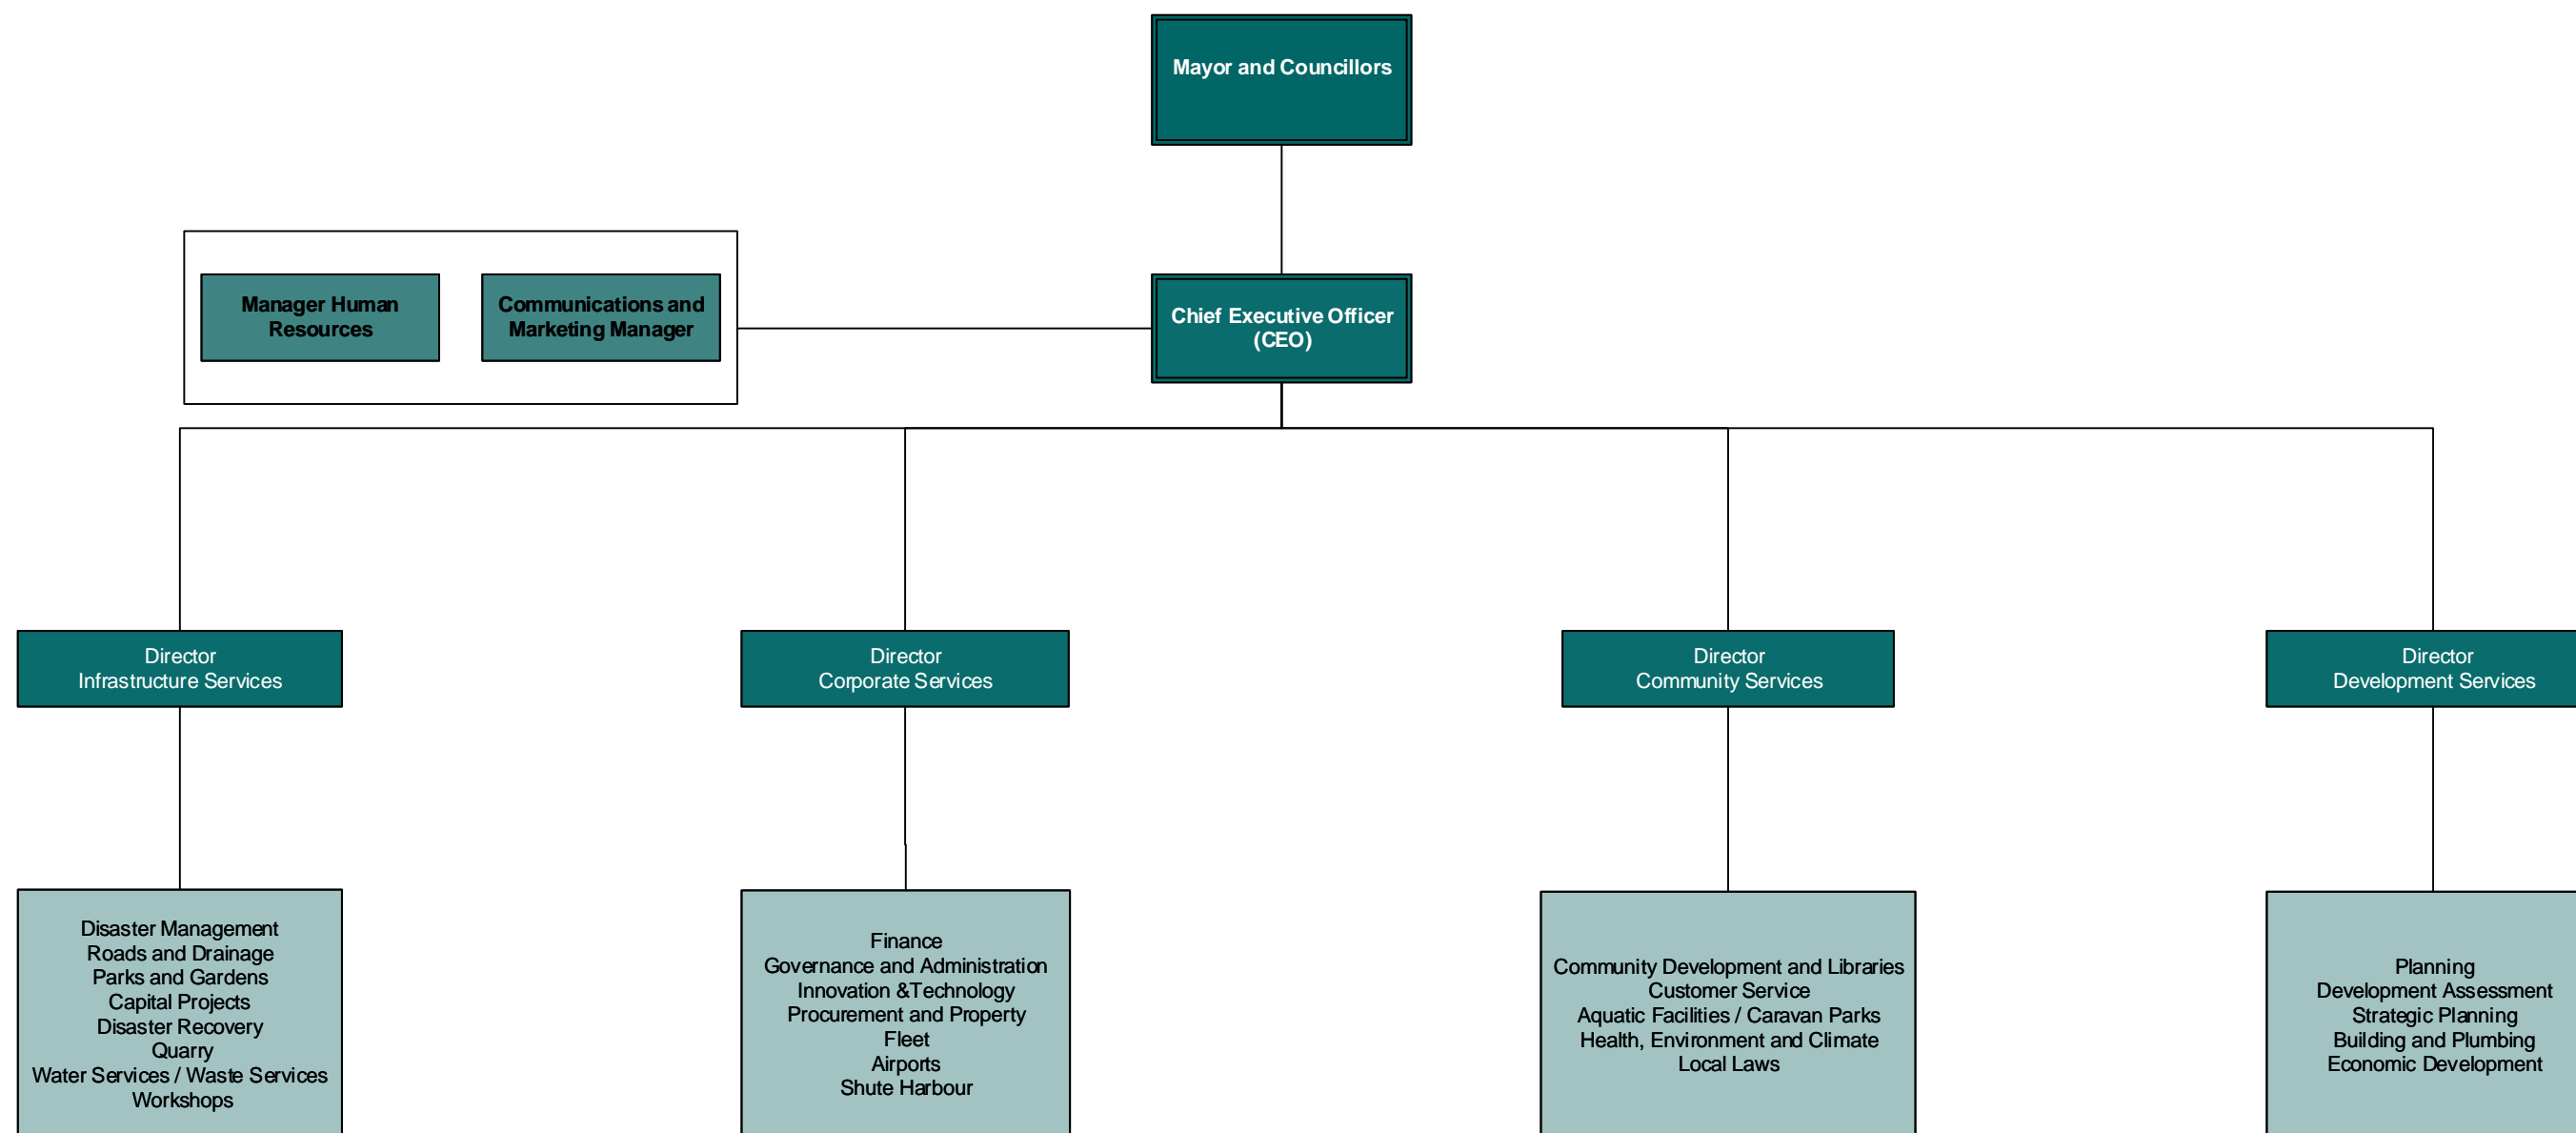 Mayor and Councillors
Manager Human
Resources
Communications and
Marketing Manager
Chief Executive Officer
(CEO)
Director
Infrastructure Services
Director
Corporate Services
Director
Community Services
Director
Development Services
Disaster Management
Roads and Drainage
Parks and Gardens
Capital Projects
Disaster Recovery
Quarry
Water Services / Waste Services
Workshops
Finance
Governance and Administration
Innovation &Technology
Procurement and Property
Fleet
Airports
Shute Harbour
Community Development and Libraries
Customer Service
Aquatic Facilities / Caravan Parks
Health, Environment and Climate
Local Laws
Planning
Development Assessment
Strategic Planning
Building and Plumbing
Economic Development